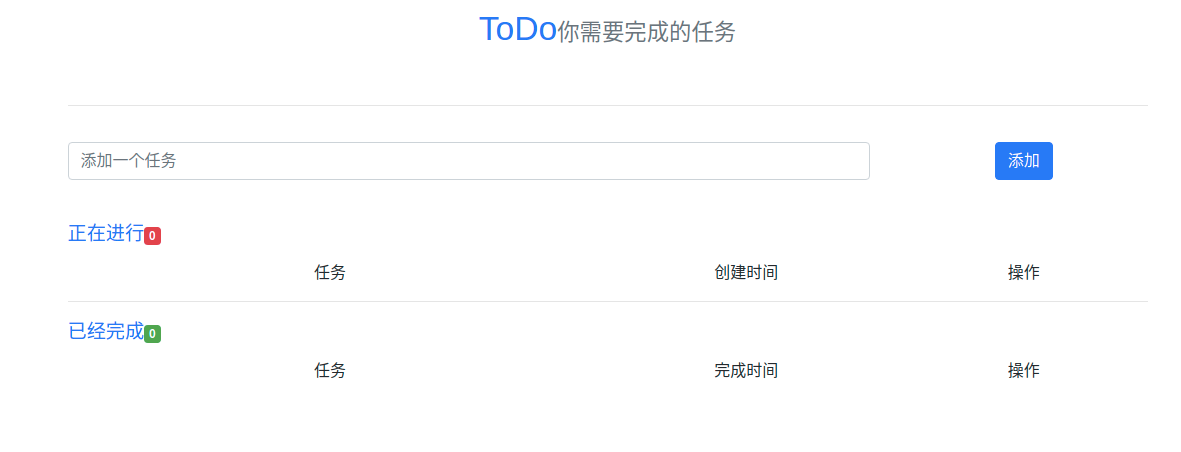 ToDo你需要完成的任务
添加一个任务 添加
正在进行0
任务 创建时间 操作
已经完成0
任务 完成时间 操作